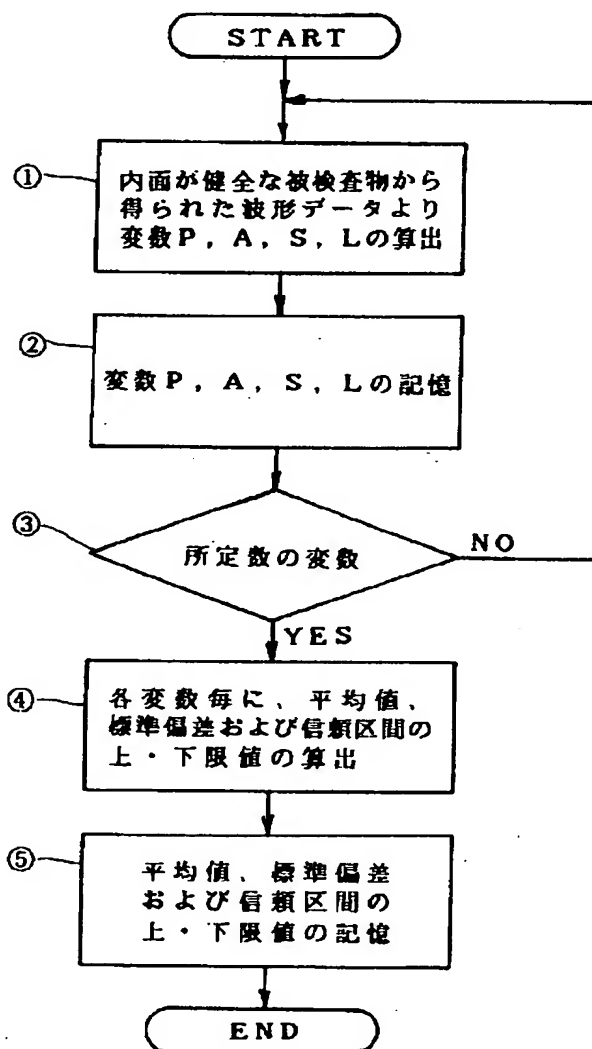 START
①
内面が健全な被検査物から
得られた波形データより
変数P，A，S，Lの算出
②
変数P，A，S，Lの記憶
③
所定数の変数
NO
YES
④
各変数毎に、平均値、
標準偏差および信頼区間の
上・下限値の算出
⑤
平均値、標準偏差
および信頼区間の
上・下限値の記憶
END